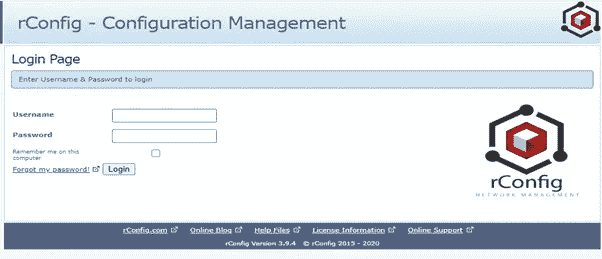 rConfig - Configuration Management
Login Page
Enter Username & Password to login
Username
Password
Remember me on this
computer
Forgot my password! Login
rConfig
NETWORK MANAGEMENT
rConfig.com Online Blog Help Files License Information Online Support
rConfig Version 3.9.4 © rConfig 2015 - 2020